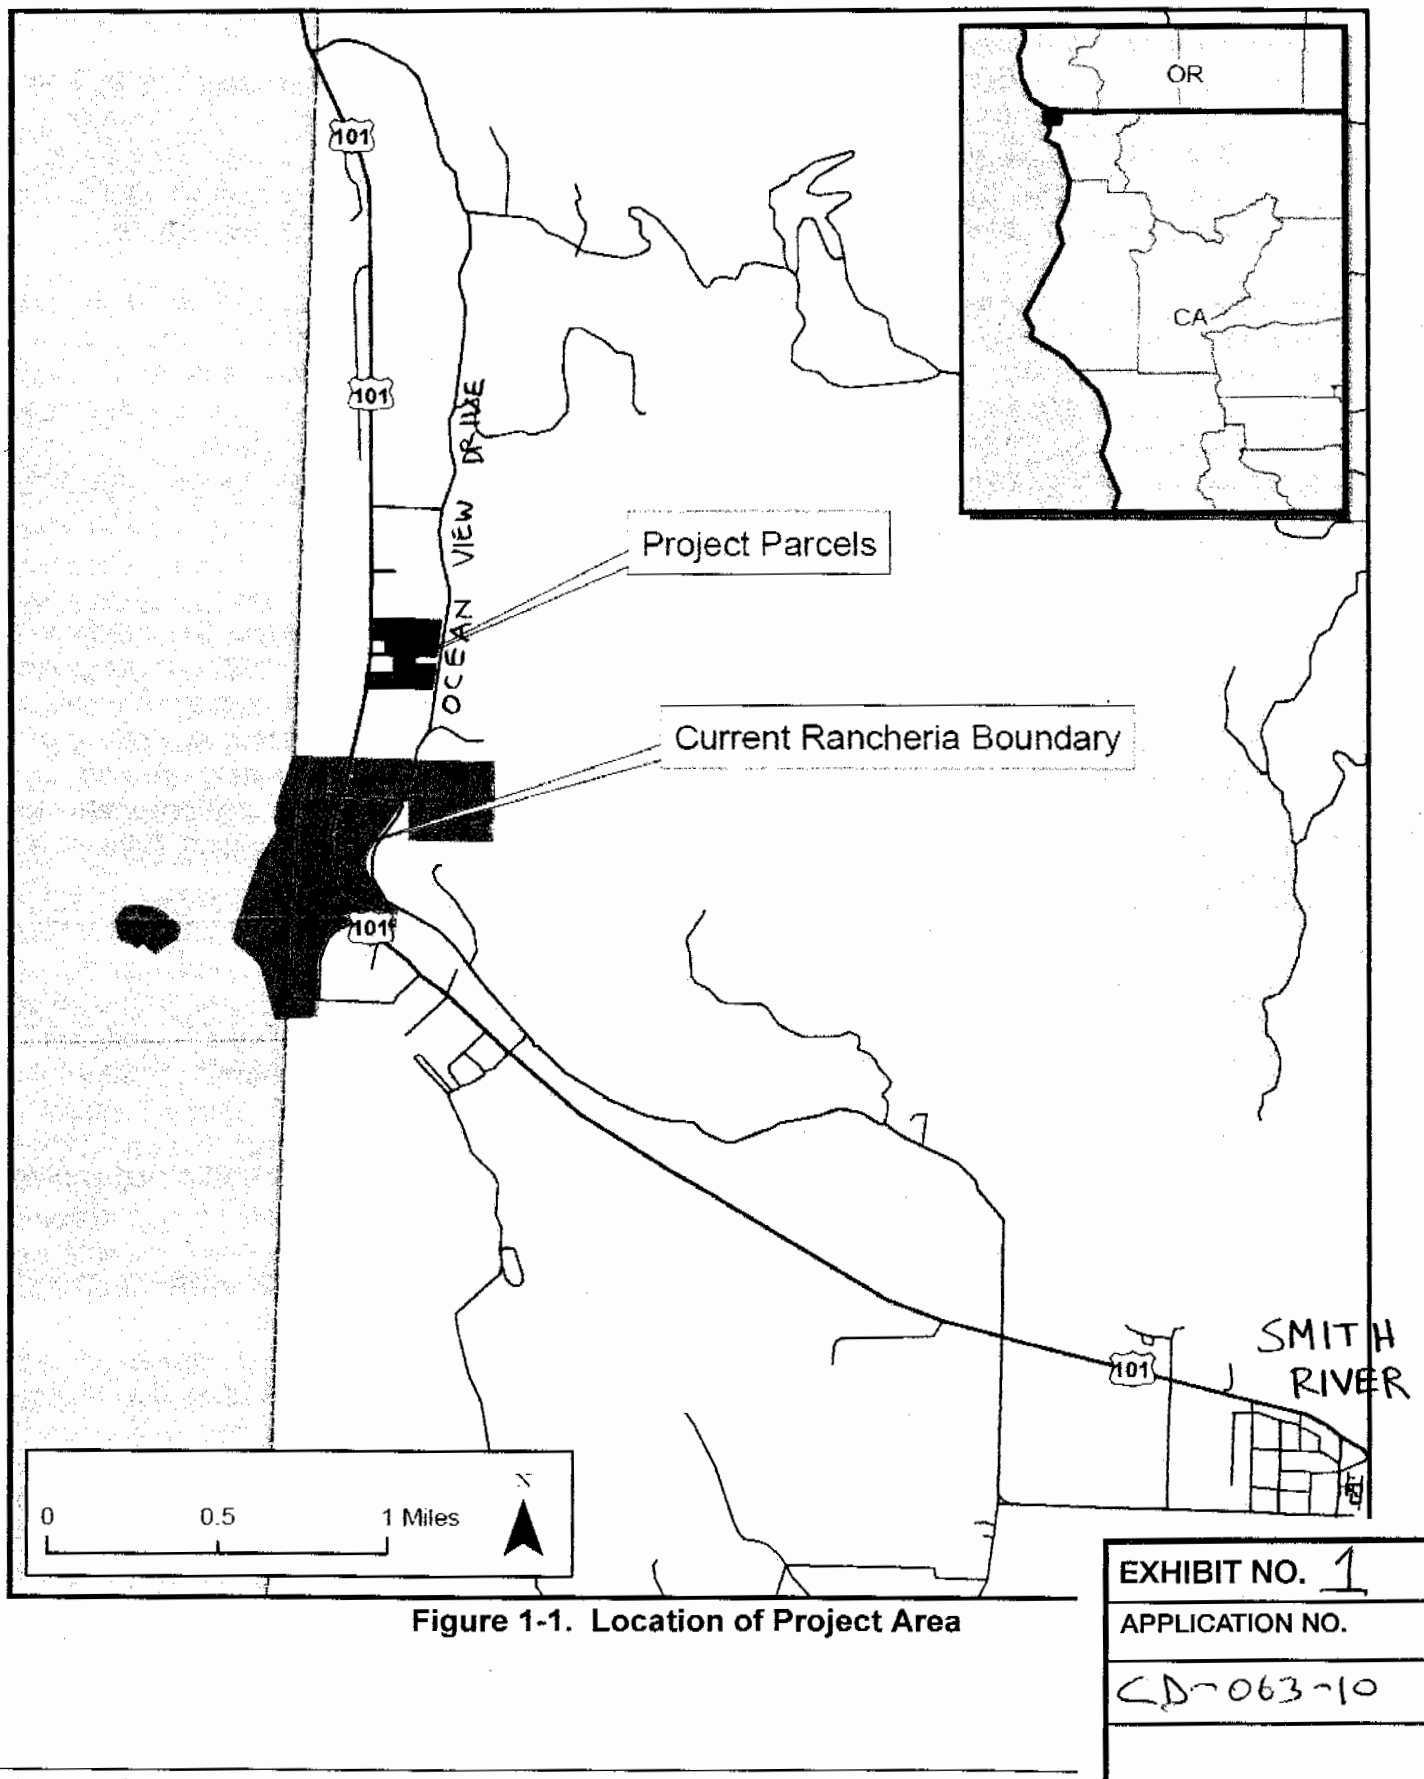 OR
101
CA
101
OCEAN VIEW DRIVE
Project Parcels
Current Rancheria Boundary
101
SMITH
RIVER
101
N
0 0.5 1 Miles
EXHIBIT NO. 1
Figure 1-1. Location of Project Area
APPLICATION NO.
CD-063-10